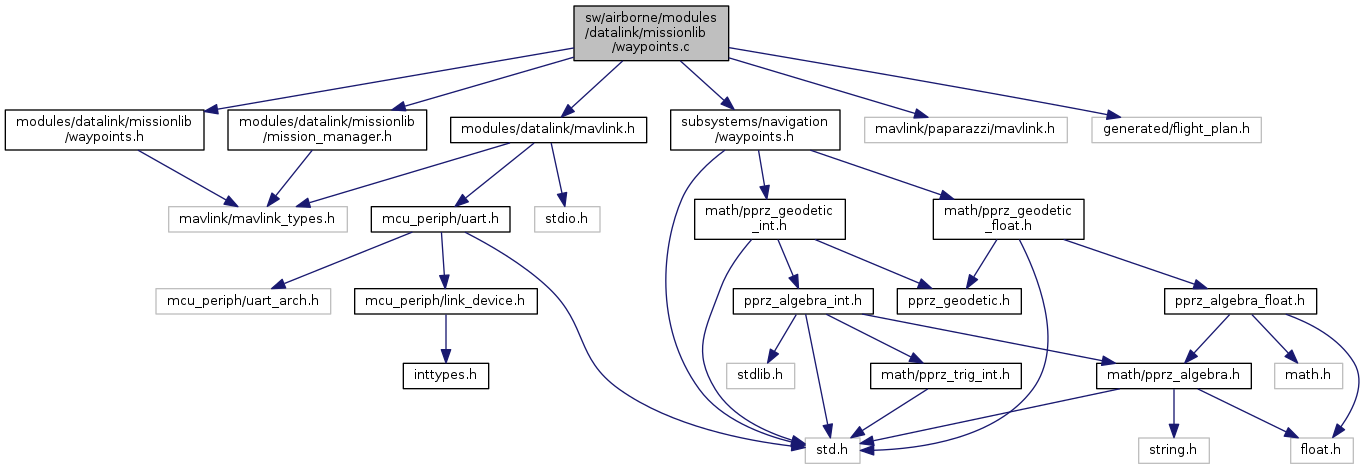 sw/airborne/modules
/datalink/missionlib
/waypoints.c
modules/datalink/missionlib
/waypoints.h
modules/datalink/missionlib
/mission_manager.h
modules/datalink/mavlink.h
subsystems/navigation
/waypoints.h
mavlink/paparazzi/mavlink.h
generated/flight_plan.h
mavlink/mavlink_types.h
mcu_periph/uart.h
stdio.h
math/pprz_geodetic
_int.h
math/pprz_geodetic
_float.h
mcu_periph/uart_arch.h
mcu_periph/link_device.h
pprz_algebra_int.h
pprz_geodetic.h
pprz_algebra_float.h
inttypes.h
stdlib.h
math/pprz_trig_int.h
math/pprz_algebra.h
math.h
std.h
string.h
float.h